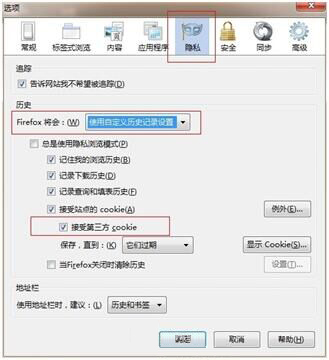 选项
常规 标签式浏览 内容 应用程序 隐私 安全 同步 高级
追踪
告诉网站我不希望被追踪(D)
历史
Firefox 将会：(W) 使用自定义历史记录设置
总是使用隐私浏览模式(P)
记住我的浏览历史(B)
记录下载历史(D)
记录查询和填表历史(F)
接受站点的 cookie(A) 例外(E)...
接受第三方 cookie
保存，直到：(K) 它们过期 显示 Cookie(S)...
当Firefox关闭时清除历史 设置(T)...
地址栏
使用地址栏时，建议：(L) 历史和书签
确定 取消 帮助(H)